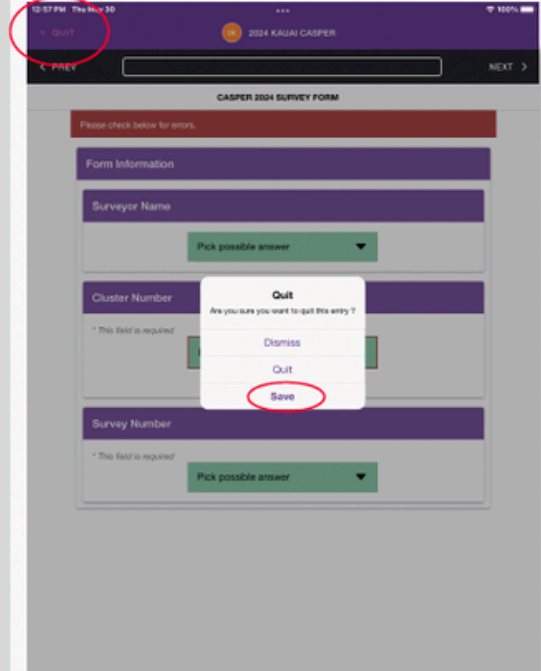 12:57 PM Thu Nov 30
100%
× QUIT
2024 KAUAI CASPER
< PREV
NEXT >
CASPER 2024 SURVEY FORM
Please check below for errors.
Form Information
Surveyor Name
Pick possible answer
Cluster Number
* This field is required
Quit
Are you sure you want to quit this entry ?
Dismiss
Quit
Save
Survey Number
* This field is required
Pick possible answer